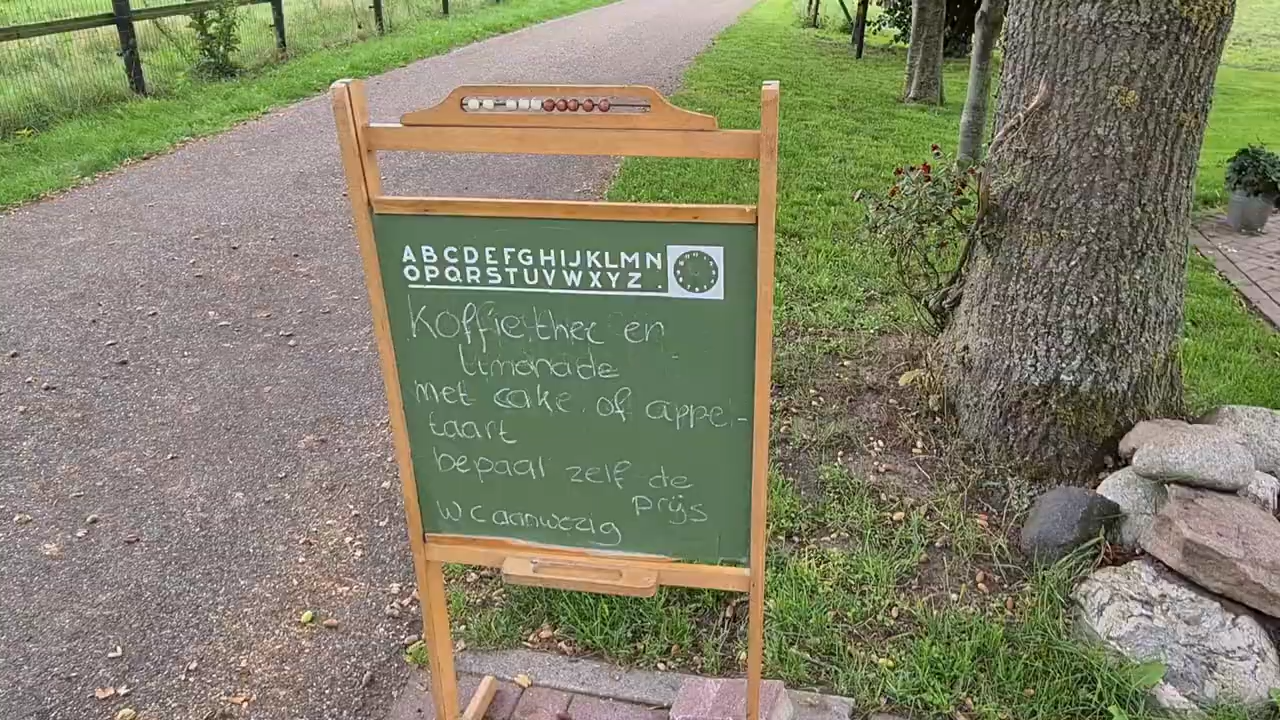 ABCDEFGHIJKLMN
OPQRSTUVWXYZ.
Koffie, thee en
limonade
met cake of appel-
taart
bepaal zelf de
prijs
WC aanwezig